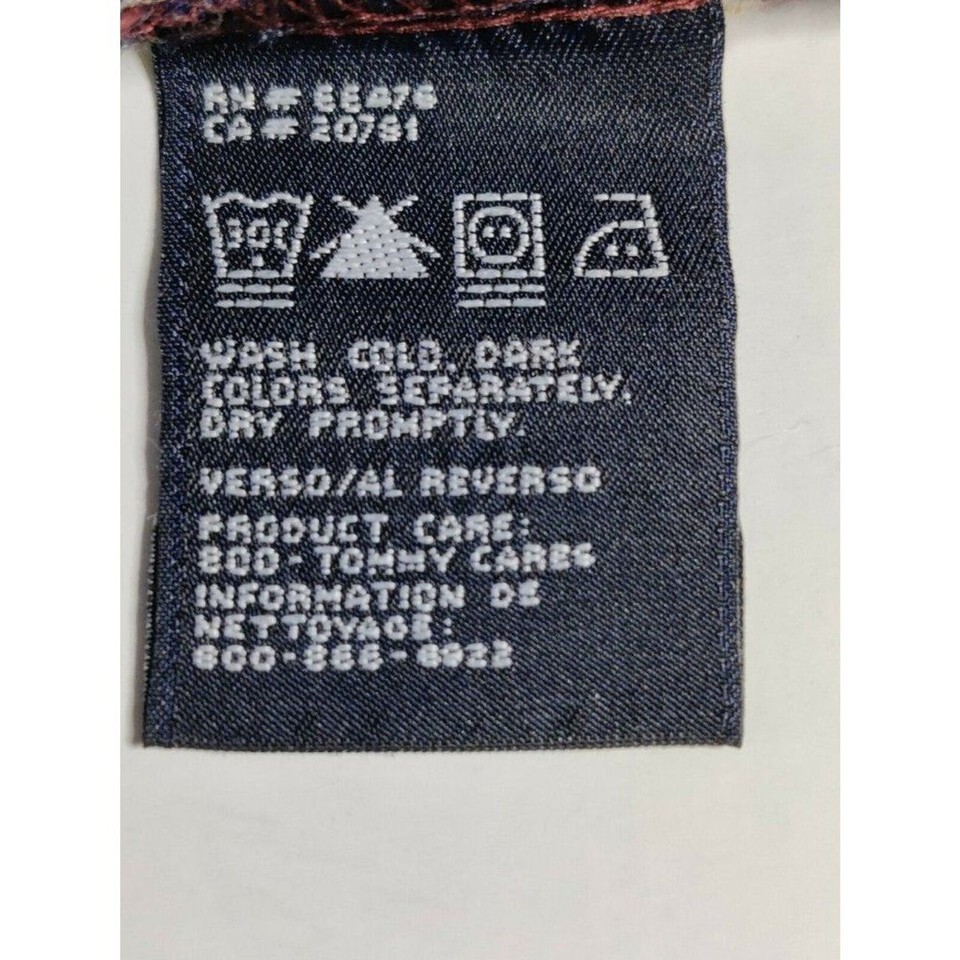 RN #
CA # 20781
30C
WASH COLD. DARK
COLORS SEPARATELY.
DRY PROMPTLY.
VERSO/AL REVERSO
PRODUCT CARE:
800-TOMMY CARES
INFORMATION DE
NETTOYAGE:
800-866-6922